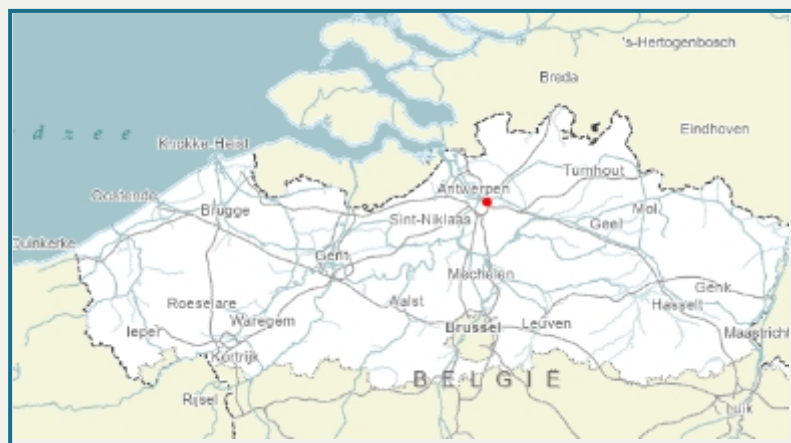 's-Hertogenbosch
Breda
d z e e
Eindhoven
Knokke-Heist
Turnhout
Antwerpen
Oostende
Brugge
Mol
Sint-Niklaas
Geel
Duinkerke
Gent
Mechelen
Genk
Roeselare
Aalst
Hasselt
Waregem
Brussel
Leuven
Ieper
Maastricht
Kortrijk
BELGIË
Rijsel
Luik